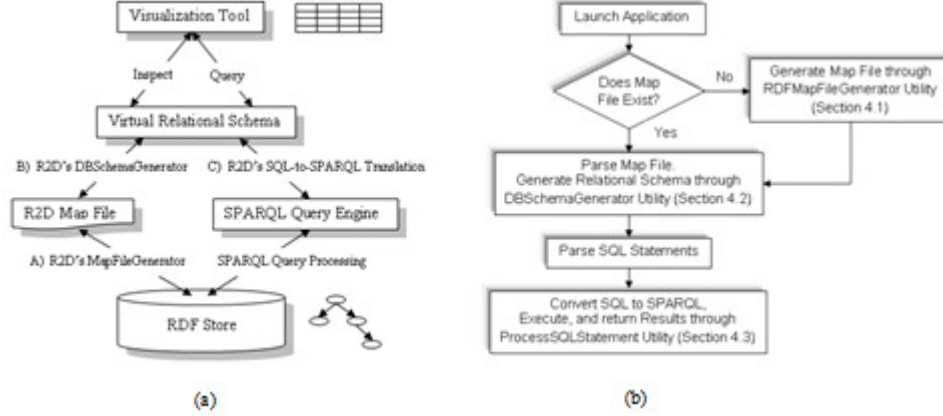 Visualization Tool
Inspect
Query
Virtual Relational Schema
B) R2D's DBSchemaGenerator
C) R2D's SQL-to-SPARQL Translation
R2D Map File
SPARQL Query Engine
A) R2D's MapFileGenerator
SPARQL Query Processing
RDF Store
(a)
Launch Application
Does Map
File Exist?
No
Generate Map File through
RDFMapFileGenerator Utility
(Section 4.1)
Yes
Parse Map File.
Generate Relational Schema through
DBSchemaGenerator Utility (Section 4.2)
Parse SQL Statements
Convert SQL to SPARQL,
Execute, and return Results through
ProcessSQLStatement Utility (Section 4.3)
(b)